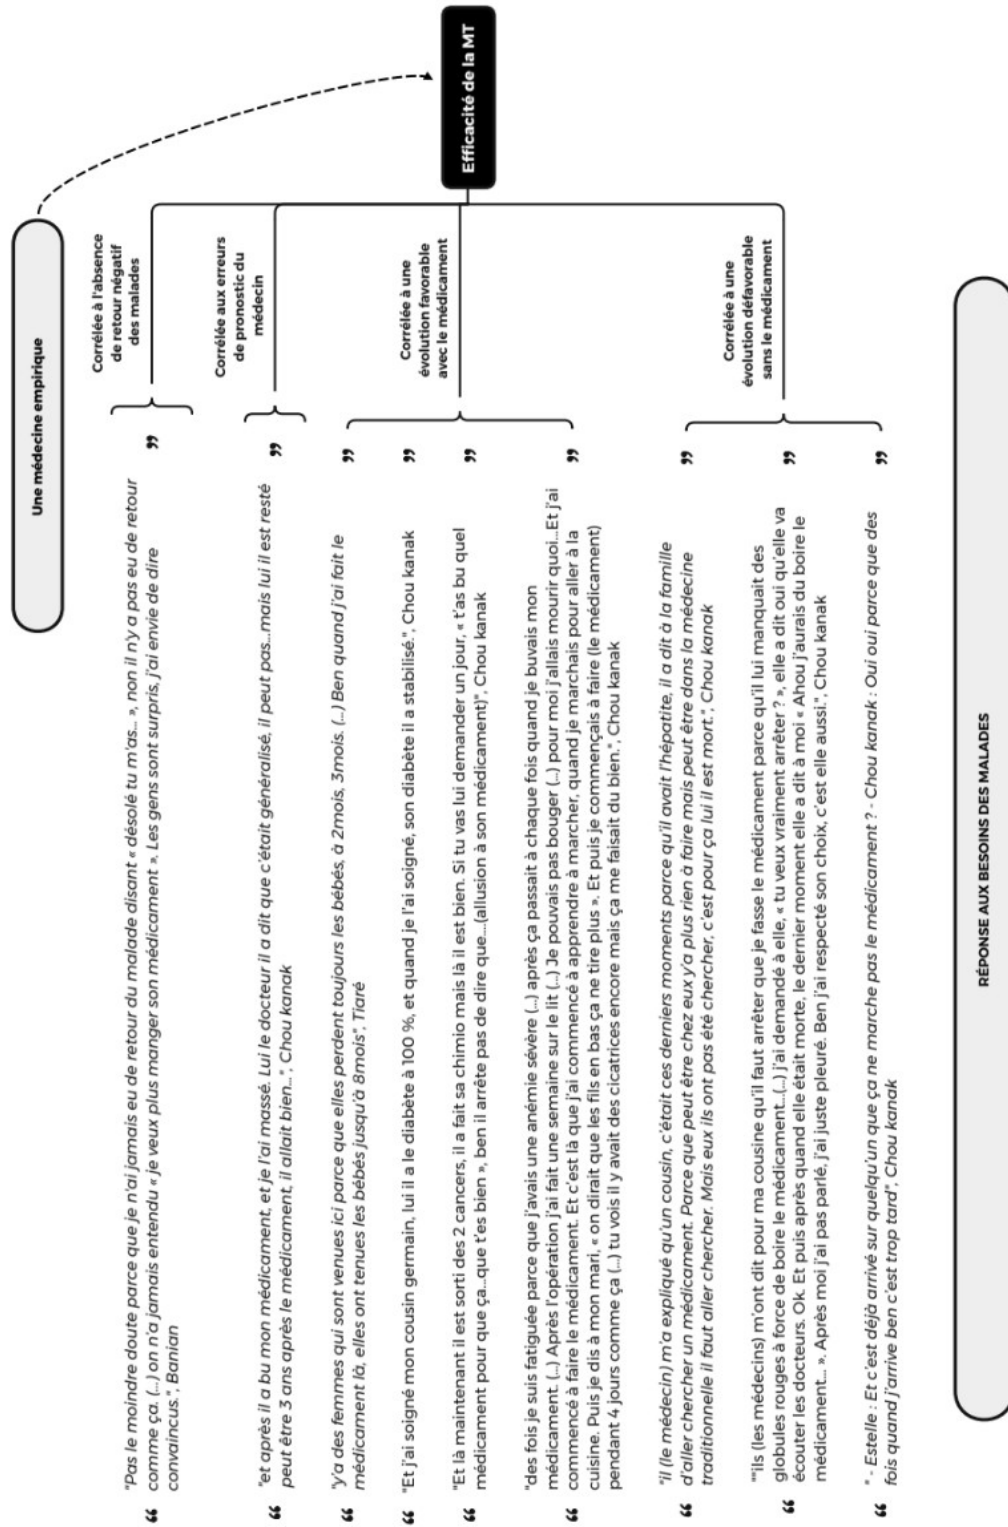 Une médecine empirique
Efficacité de la MT
Corrélée à l'absence
de retour négatif
des malades
"Pas le moindre doute parce que je n'ai jamais eu de retour du malade disant « désolé tu m'as... », non il n'y a pas eu de retour
comme ça. (...) on n'a jamais entendu « je veux plus manger son médicament ». Les gens sont surpris, j'ai envie de dire
convaincus.", Banian
Corrélée aux erreurs
de pronostic du
médecin
"et après il a bu mon médicament, et je l'ai massé. Lui le docteur il a dit que c'était généralisé, il peut pas...mais lui il est resté
peut être 3 ans après le médicament, il allait bien...", Chou kanak
Corrélée à une
évolution favorable
avec le médicament
"y'a des femmes qui sont venues ici parce que elles perdent toujours les bébés, à 2mois, 3mois. (...) Ben quand j'ai fait le
médicament là, elles ont tenues les bébés jusqu'à 8mois", Tiaré
"Et j'ai soigné mon cousin germain, lui il a le diabète à 100 %, et quand je l'ai soigné, son diabète il a stabilisé.", Chou kanak
"Et là maintenant il est sorti des 2 cancers, il a fait sa chimio mais là il est bien. Si tu vas lui demander un jour, « t'as bu quel
médicament pour que ça...que t'es bien », ben il arrête pas de dire que....(allusion à son médicament)", Chou kanak
"des fois je suis fatiguée parce que j'avais une anémie sévère (...) après ça passait à chaque fois quand je buvais mon
médicament. (...) Après l'opération j'ai fait une semaine sur le lit (...) Je pouvais pas bouger (...) pour moi j'allais mourir quoi...Et j'ai
commencé à faire le médicament. Et c'est là que j'ai commencé à apprendre à marcher, quand je marchais pour aller à la
cuisine. Puis je dis à mon mari, « on dirait que les fils en bas ça ne tire plus ». Et puis je commençais à faire (le médicament)
pendant 4 jours comme ça (...) tu vois il y avait des cicatrices encore mais ça me faisait du bien.", Chou kanak
Corrélée à une
évolution défavorable
sans le médicament
"il (le médecin) m'a expliqué qu'un cousin, c'était ces derniers moments parce qu'il avait l'hépatite, il a dit à la famille
d'aller chercher un médicament. Parce que peut être chez eux y'a plus rien à faire mais peut être dans la médecine
traditionnelle il faut aller chercher. Mais eux ils ont pas été chercher, c'est pour ça lui il est mort.", Chou kanak
""ils (les médecins) m'ont dit pour ma cousine qu'il faut arrêter que je fasse le médicament parce qu'il lui manquait des
globules rouges à force de boire le médicament...(...) j'ai demandé à elle, « tu veux vraiment arrêter ? », elle a dit oui qu'elle va
écouter les docteurs. Ok. Et puis après quand elle était morte, le dernier moment elle a dit à moi « Ahou j'aurais du boire le
médicament... ». Après moi j'ai pas parlé, j'ai juste pleuré. Ben j'ai respecté son choix, c'est elle aussi.", Chou kanak
" - Estelle : Et c'est déjà arrivé sur quelqu'un que ça ne marche pas le médicament ? - Chou kanak : Oui oui parce que des
fois quand j'arrive ben c'est trop tard", Chou kanak
RÉPONSE AUX BESOINS DES MALADES